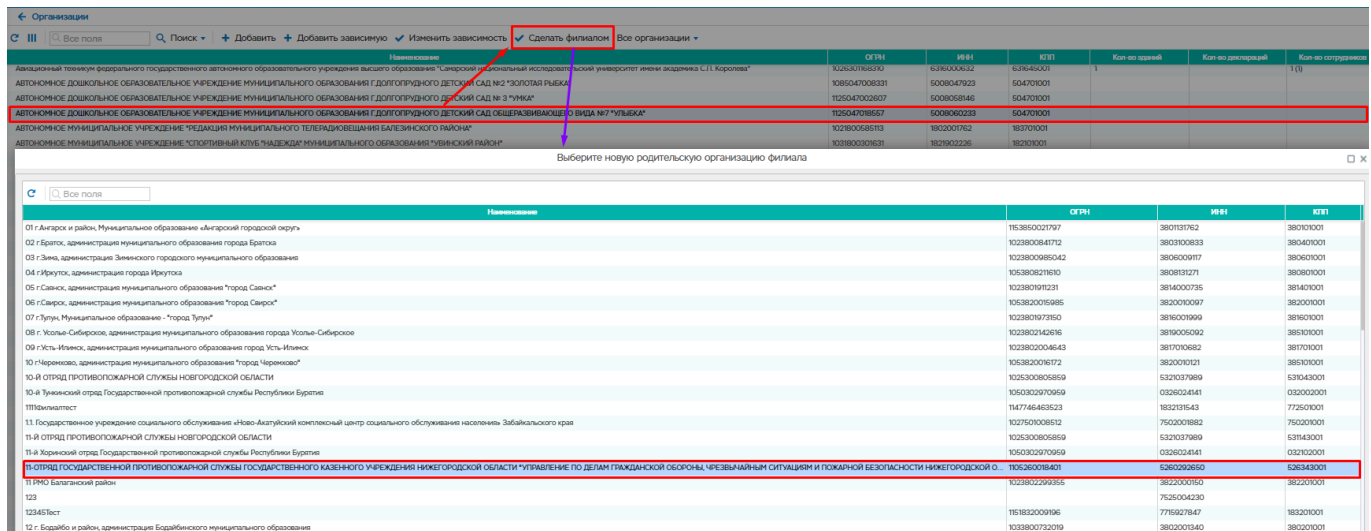 Организации
Все поля Поиск Добавить Добавить зависимую Изменить зависимость Сделать филиалом Все организации
Наименование ОГРН ИНН КПП Кол-во зданий Кол-во деклараций Кол-во сотрудников
Авиационный техникум федерального государственного автономного образовательного учреждения высшего образования "Самарский национальный исследовательский университет имени академика С.П. Королева" 1026301168310 6316000632 631645001 1 1 (1)
АВТОНОМНОЕ ДОШКОЛЬНОЕ ОБРАЗОВАТЕЛЬНОЕ УЧРЕЖДЕНИЕ МУНИЦИПАЛЬНОГО ОБРАЗОВАНИЯ Г.ДОЛГОПРУДНОГО ДЕТСКИЙ САД №2 "ЗОЛОТАЯ РЫБКА" 1085047008331 5008047923 504701001
АВТОНОМНОЕ ДОШКОЛЬНОЕ ОБРАЗОВАТЕЛЬНОЕ УЧРЕЖДЕНИЕ МУНИЦИПАЛЬНОГО ОБРАЗОВАНИЯ Г.ДОЛГОПРУДНОГО ДЕТСКИЙ САД № 3 "УМКА" 1125047002607 5008058146 504701001
АВТОНОМНОЕ ДОШКОЛЬНОЕ ОБРАЗОВАТЕЛЬНОЕ УЧРЕЖДЕНИЕ МУНИЦИПАЛЬНОГО ОБРАЗОВАНИЯ Г.ДОЛГОПРУДНОГО ДЕТСКИЙ САД ОБЩЕРАЗВИВАЮЩЕГО ВИДА №7 "УЛЫБКА" 1125047018557 5008060233 504701001
АВТОНОМНОЕ МУНИЦИПАЛЬНОЕ УЧРЕЖДЕНИЕ "РЕДАКЦИЯ МУНИЦИПАЛЬНОГО ТЕЛЕРАДИОВЕЩАНИЯ БАЛЕЗИНСКОГО РАЙОНА" 1021800585113 1802001762 183701001
АВТОНОМНОЕ МУНИЦИПАЛЬНОЕ УЧРЕЖДЕНИЕ "СПОРТИВНЫЙ КЛУБ "НАДЕЖДА" МУНИЦИПАЛЬНОГО ОБРАЗОВАНИЯ "УВИНСКИЙ РАЙОН" 1031800301631 1821902226 182101001
Выберите новую родительскую организацию филиала
Все поля
Наименование ОГРН ИНН КПП
01 г.Ангарск и район, Муниципальное образование «Ангарский городской округ» 1153850021797 3801131762 380101001
02 г.Братск, администрация муниципального образования города Братска 1023800841712 3803100833 380401001
03 г.Зима, администрация Зиминского городского муниципального образования 1023800985042 3806009117 380601001
04 г.Иркутск, администрация города Иркутска 1053808211610 3808131271 380801001
05 г.Саянск, администрация муниципального образования "город Саянск" 1023801911231 3814000735 381401001
06 г.Свирск, администрация муниципального образования "город Свирск" 1053820015985 3820010097 382001001
07 г.Тулун, Муниципальное образование - "город Тулун" 1023801973150 3816001999 381601001
08 г. Усолье-Сибирское, администрация муниципального образования города Усолье-Сибирское 1023802142616 3819005092 385101001
09 г.Усть-Илимск, администрация муниципального образования город Усть-Илимск 1023802004643 3817010682 381701001
10 г.Черемхово, администрация муниципального образования "город Черемхово" 1053820016172 3820010121 385101001
10-Й ОТРЯД ПРОТИВОПОЖАРНОЙ СЛУЖБЫ НОВГОРОДСКОЙ ОБЛАСТИ 1025300805859 5321037989 531043001
10-й Тункинский отряд Государственной противопожарной службы Республики Бурятия 1050302970959 0326024141 032002001
1111Филиалтест 1147746463523 1832131543 772501001
1.1. Государственное учреждение социального обслуживания «Ново-Акатуйский комплексный центр социального обслуживания населения» Забайкальского края 1027501008512 7502001882 750201001
11-Й ОТРЯД ПРОТИВОПОЖАРНОЙ СЛУЖБЫ НОВГОРОДСКОЙ ОБЛАСТИ 1025300805859 5321037989 531143001
11-й Хоринский отряд Государственной противопожарной службы Республики Бурятия 1050302970959 0326024141 032102001
11-ОТРЯД ГОСУДАРСТВЕННОЙ ПРОТИВОПОЖАРНОЙ СЛУЖБЫ ГОСУДАРСТВЕННОГО КАЗЕННОГО УЧРЕЖДЕНИЯ НИЖЕГОРОДСКОЙ ОБЛАСТИ "УПРАВЛЕНИЕ ПО ДЕЛАМ ГРАЖДАНСКОЙ ОБОРОНЫ, ЧРЕЗВЫЧАЙНЫМ СИТУАЦИЯМ И ПОЖАРНОЙ БЕЗОПАСНОСТИ НИЖЕГОРОДСКОЙ О... 1105260018401 5260292650 526343001
11 РМО Балаганский район 1023802299355 3822000150 382201001
123 7525004230
12345Тест 1151832009196 7715927847 183201001
12 г. Бодайбо и район, администрация Бодайбинского муниципального образования 1033800732019 3802001340 380201001